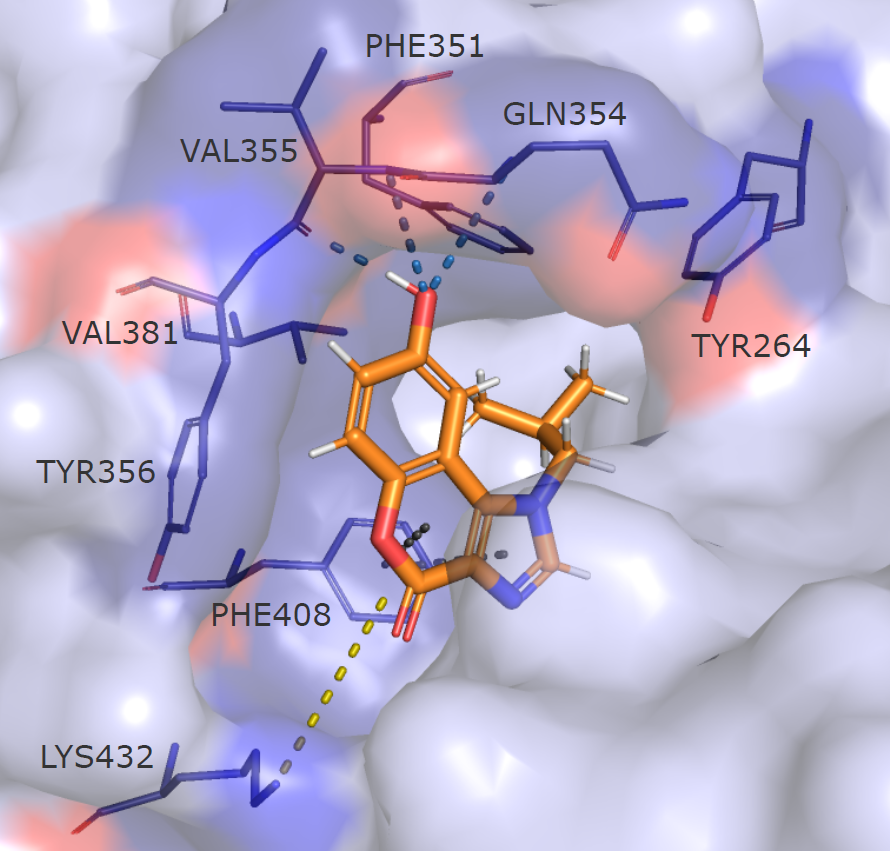 PHE351
GLN354
VAL355
VAL381
TYR264
TYR356
PHE408
LYS432